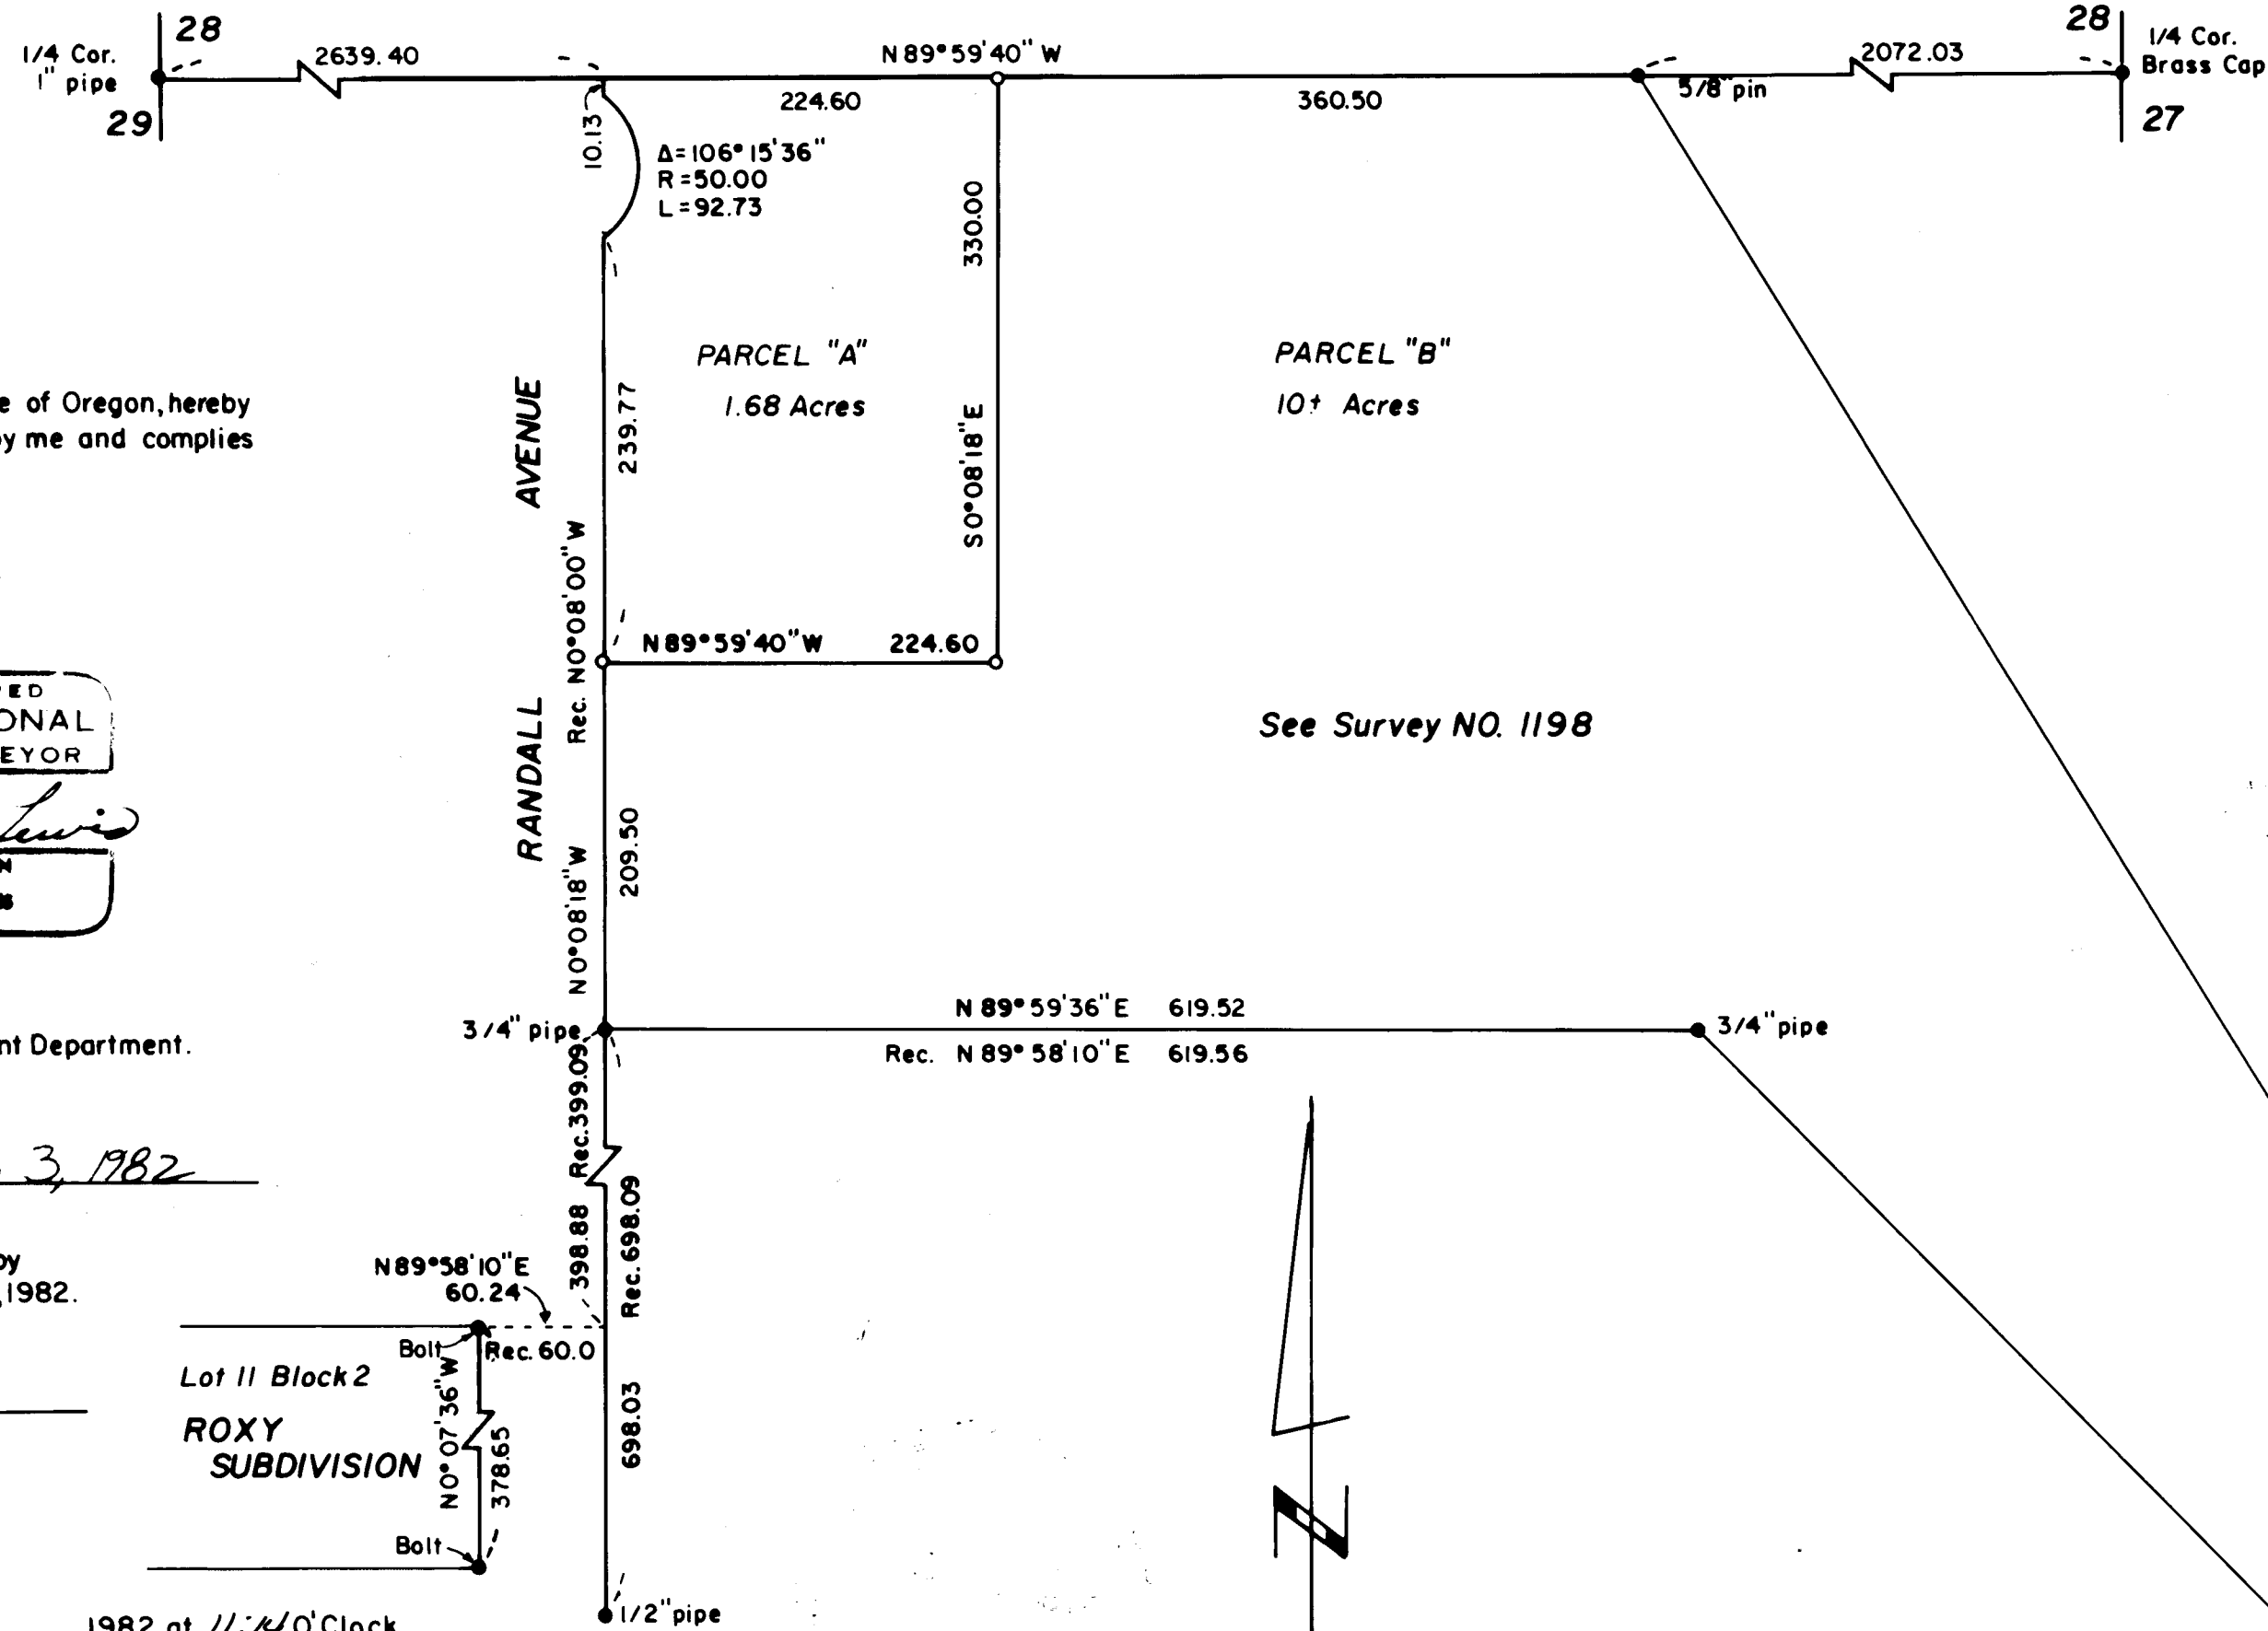 28
1/4 Cor.
1" pipe
29
2639.40
N 89°59'40" W
224.60
360.50
5/8" pin
2072.03
28
1/4 Cor.
Brass Cap
27
10.13
Δ=106°15'36"
R=50.00
L=92.73
330.00
S 0°08'18" E
PARCEL "A"
1.68 Acres
PARCEL "B"
10± Acres
e of Oregon, hereby
by me and complies
239.77
RANDALL AVENUE
Rec. N0°08'00" W
N 89°59'40" W 224.60
ONAL
EYOR
Lewis
See Survey NO. 1198
209.50
N 0°08'18" W
3/4" pipe
N 89°59'36" E 619.52
Rec. N 89°58'10" E 619.56
3/4" pipe
nt Department.
3, 1982
Rec. 399.09
398.88
Rec. 698.09
698.03
by
,1982.
N89°58'10"E
60.24
Bolt
Rec. 60.0
Lot 11 Block 2
ROXY
SUBDIVISION
N0°07'36"W
378.65
Bolt
1/2" pipe
N
1982 at O'Clock